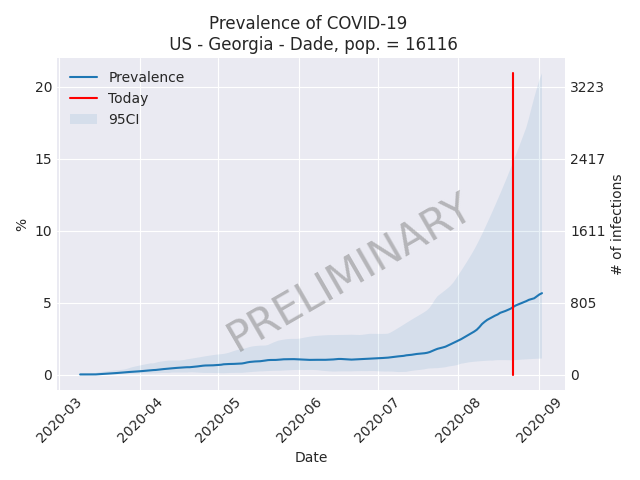 Prevalence of COVID-19
US - Georgia - Dade, pop. = 16116
Prevalence
Today
95CI
PRELIMINARY
20
15
10
5
0
%
3223
2417
1611
805
0
# of infections
2020-03
2020-04
2020-05
2020-06
2020-07
2020-08
2020-09
Date